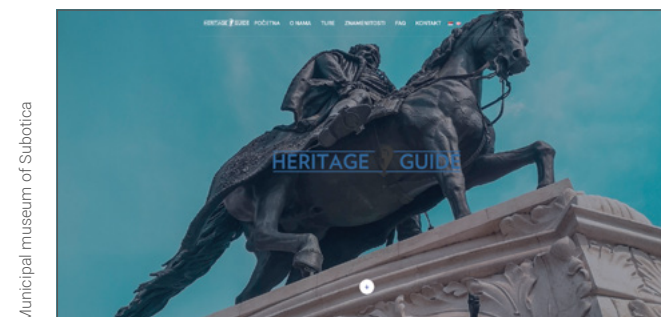 HERITAGE GUIDE POČETNA O NAMA TURE ZNAMENITOSTI FAQ KONTAKT
HERITAGE GUIDE
Municipal museum of Subotica